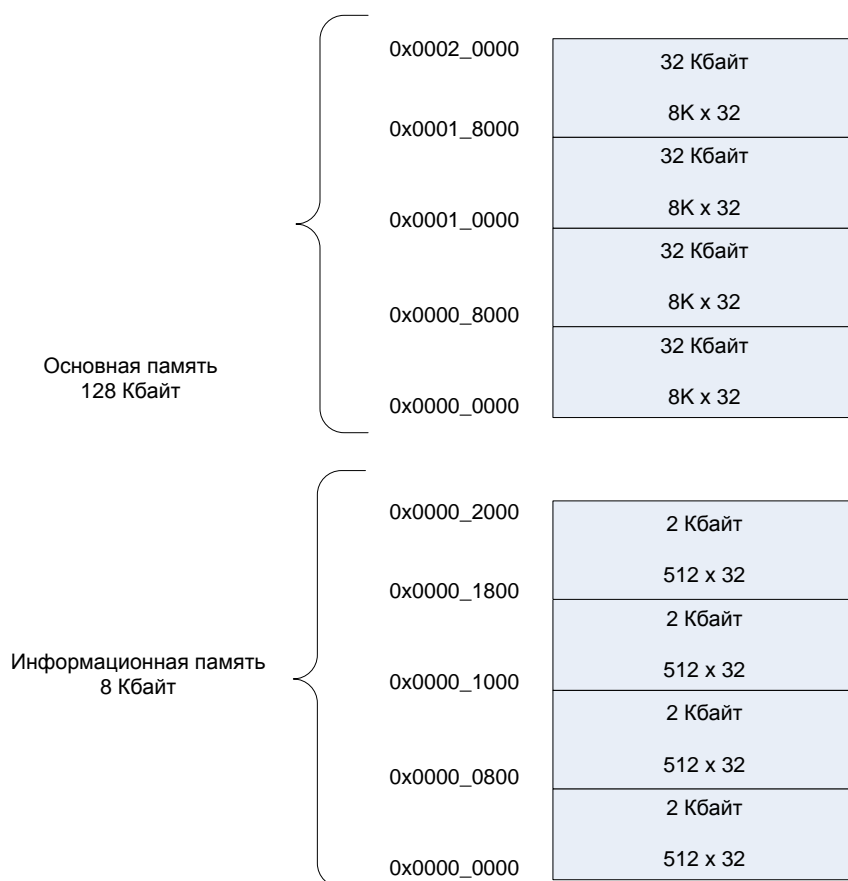 0x0002_0000
32 Кбайт
8K x 32
0x0001_8000
32 Кбайт
8K x 32
0x0001_0000
32 Кбайт
8K x 32
0x0000_8000
32 Кбайт
8K x 32
0x0000_0000
Основная память
128 Кбайт
0x0000_2000
2 Кбайт
512 x 32
0x0000_1800
2 Кбайт
512 x 32
0x0000_1000
2 Кбайт
512 x 32
0x0000_0800
2 Кбайт
512 x 32
0x0000_0000
Информационная память
8 Кбайт